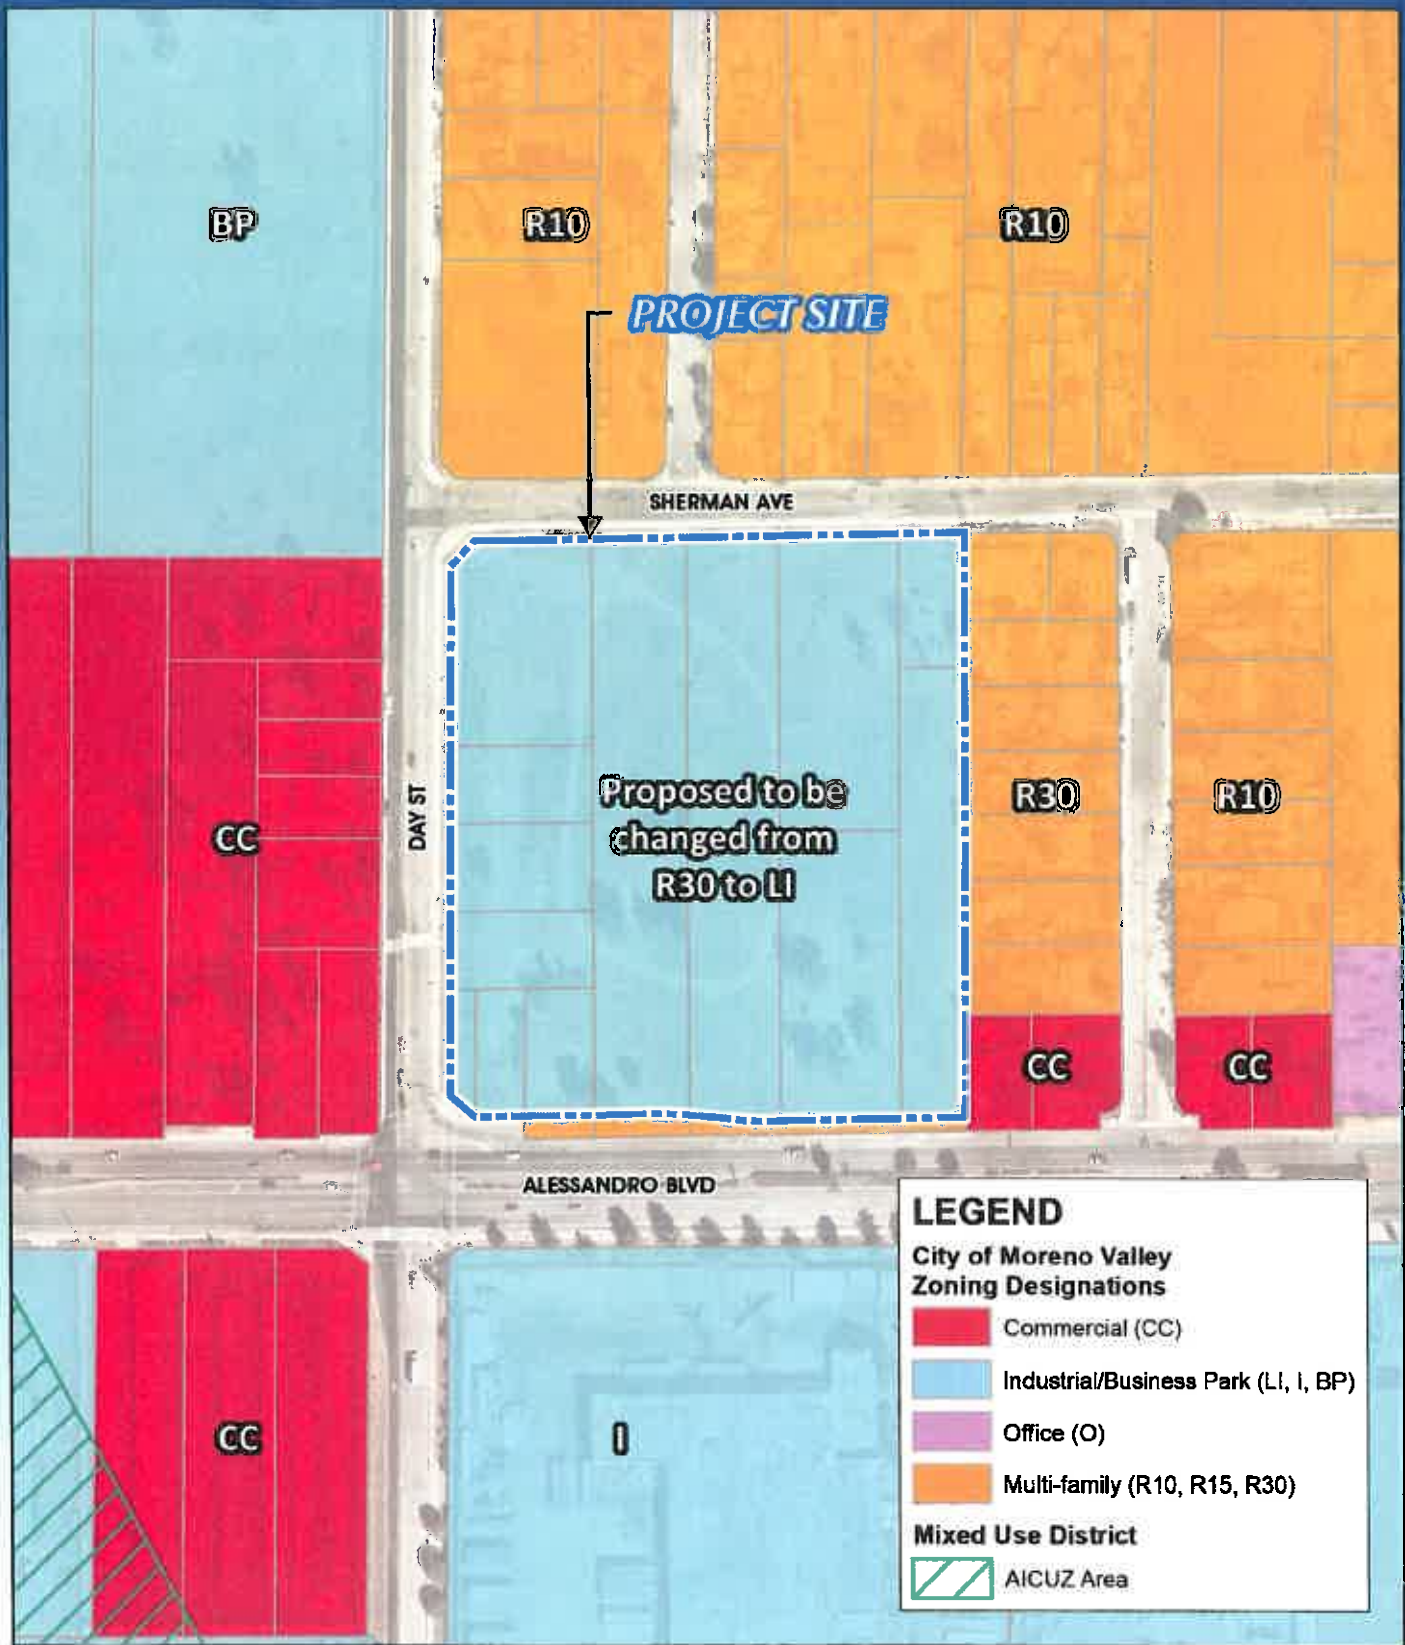 BP
R10
R10
PROJECT SITE
SHERMAN AVE
Proposed to be
changed from
R30 to LI
DAY ST
CC
R30
R10
CC
CC
ALESSANDRO BLVD
CC
I
LEGEND
City of Moreno Valley
Zoning Designations
Commercial (CC)
Industrial/Business Park (LI, I, BP)
Office (O)
Multi-family (R10, R15, R30)
Mixed Use District
AICUZ Area